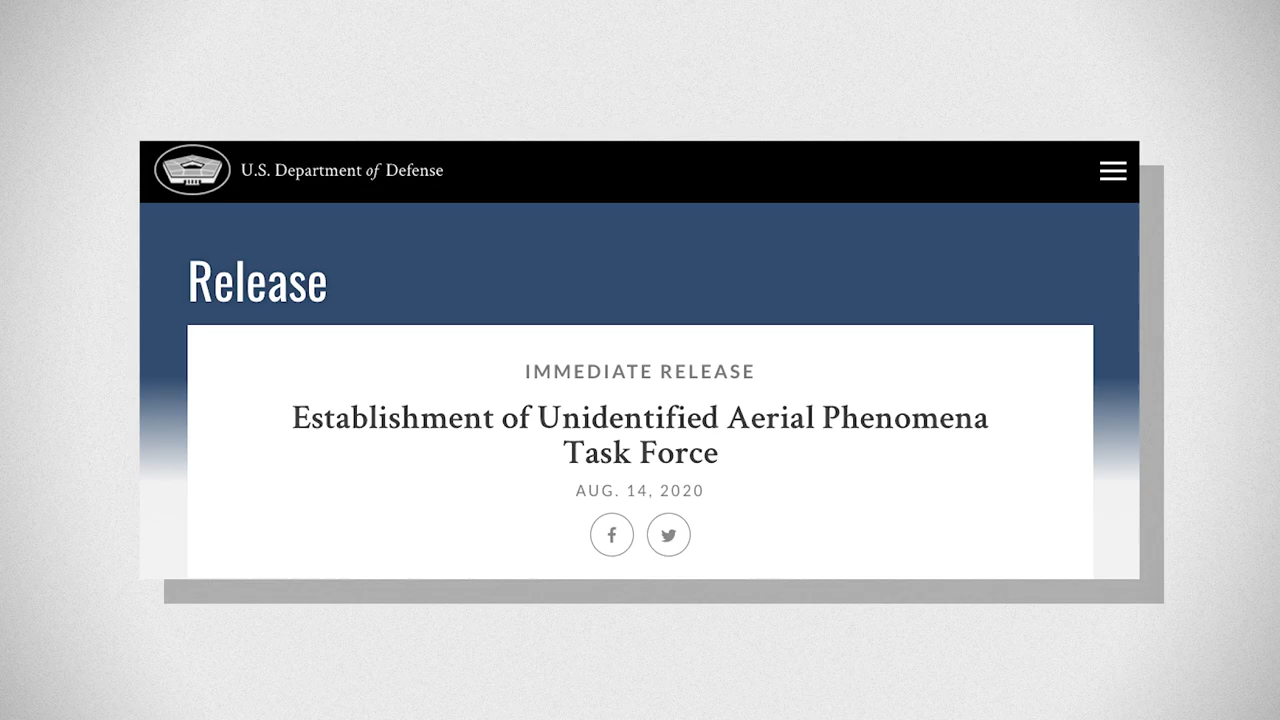 U.S. Department of Defense
Release
IMMEDIATE RELEASE
Establishment of Unidentified Aerial Phenomena
Task Force
AUG. 14, 2020